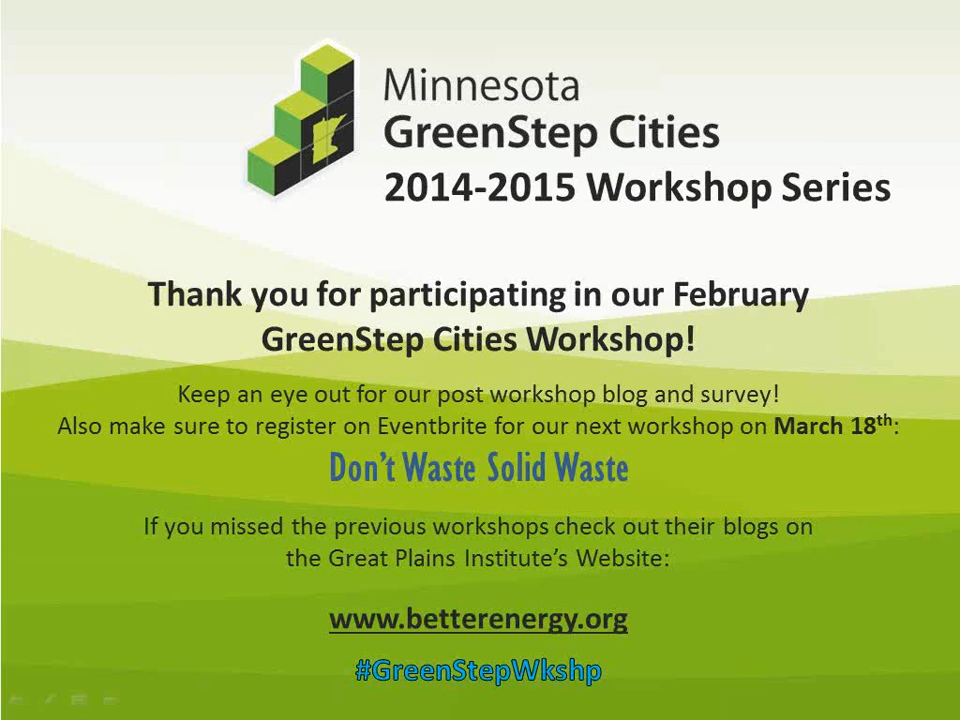 Minnesota
GreenStep Cities
2014-2015 Workshop Series
Thank you for participating in our February
GreenStep Cities Workshop!
Keep an eye out for our post workshop blog and survey!
Also make sure to register on Eventbrite for our next workshop on March 18th:
Don't Waste Solid Waste
If you missed the previous workshops check out their blogs on
the Great Plains Institute's Website:
www.betterenergy.org
#GreenStepWkshp